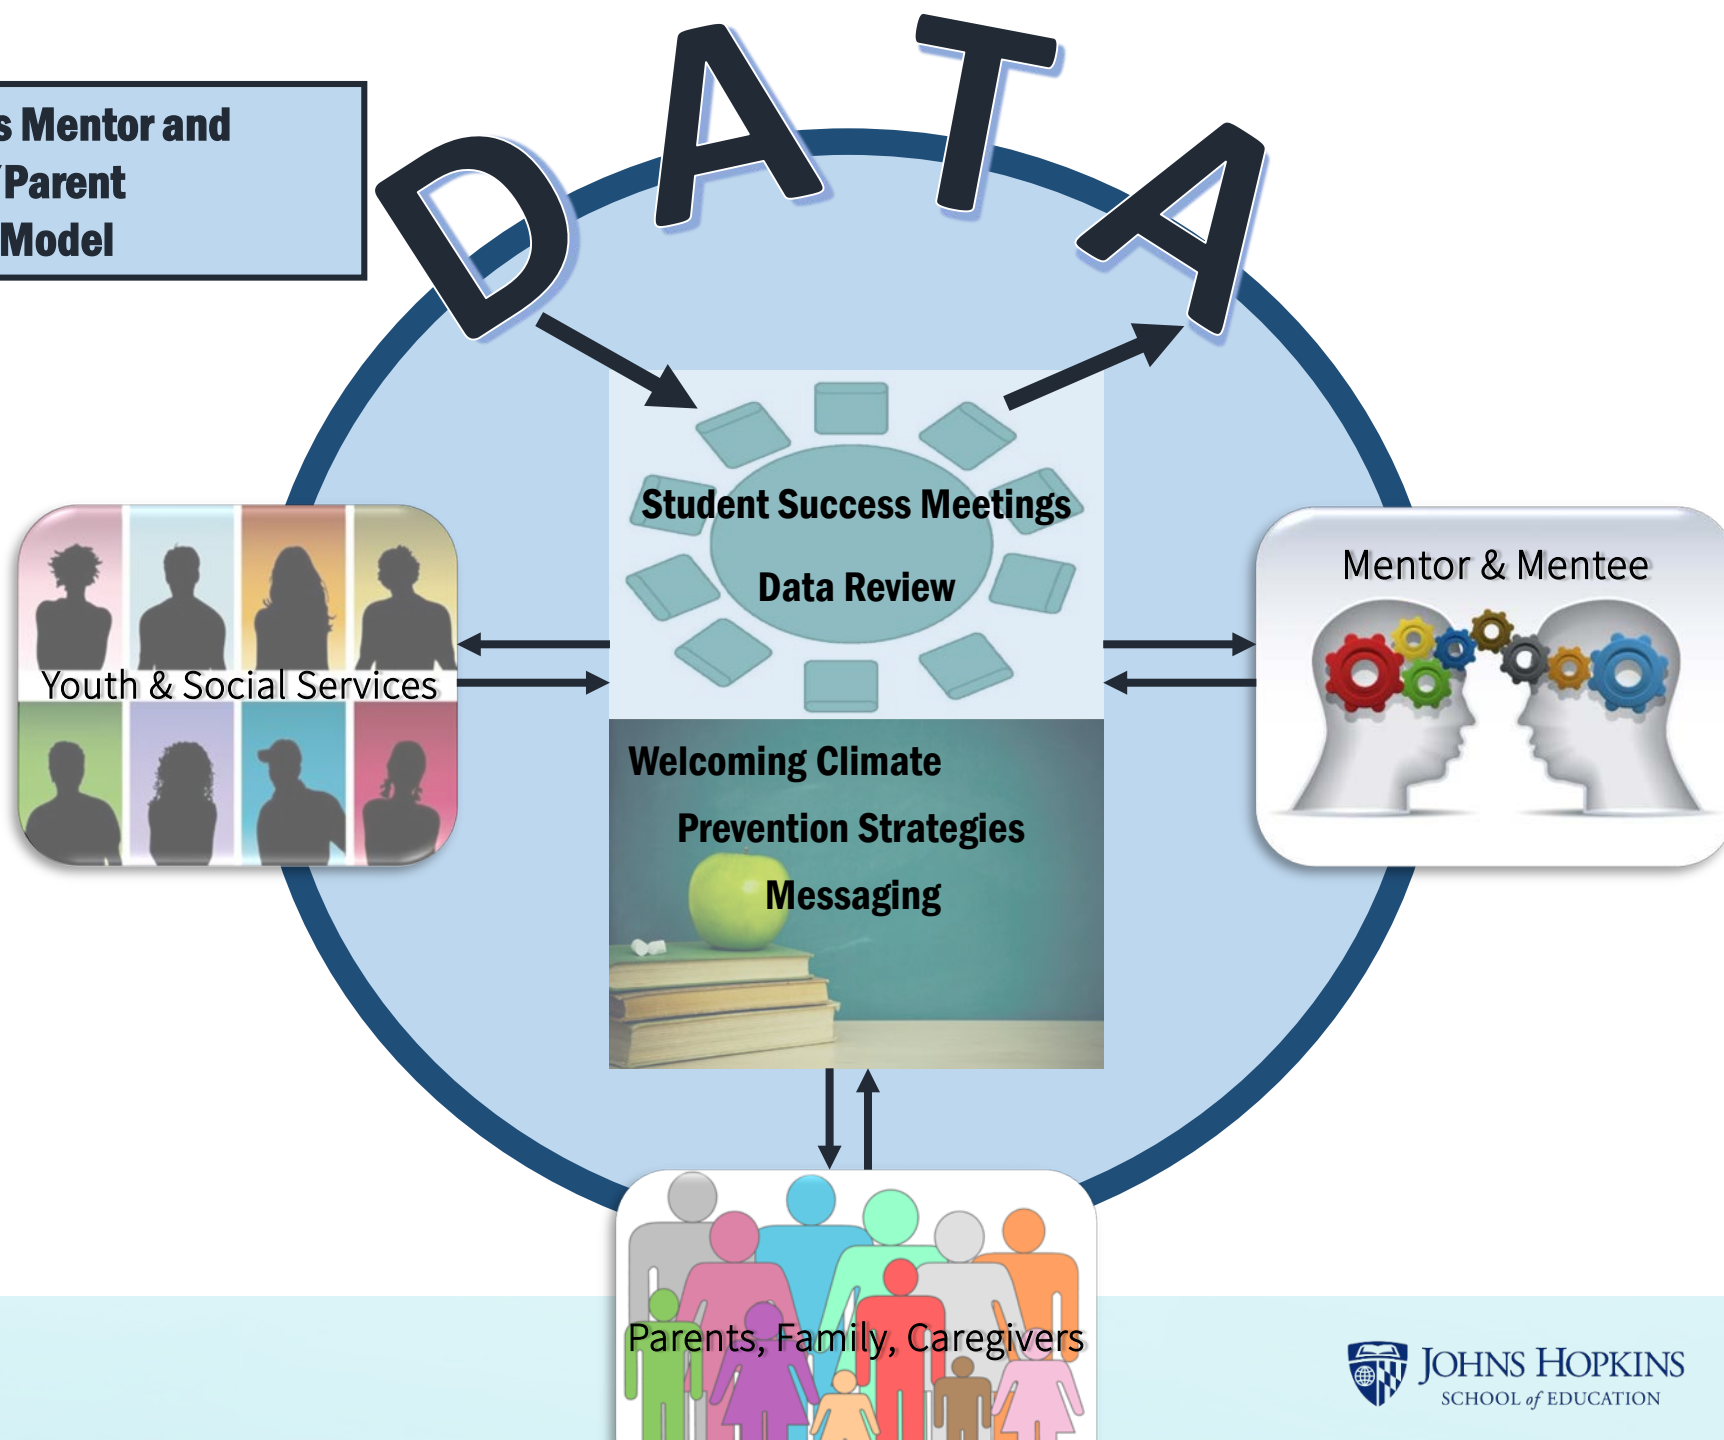 DATA
Mentor and
Parent
Model
Student Success Meetings
Data Review
Mentor & Mentee
Youth & Social Services
Welcoming Climate
Prevention Strategies
Messaging
Parents, Family, Caregivers
JOHNS HOPKINS
SCHOOL of EDUCATION